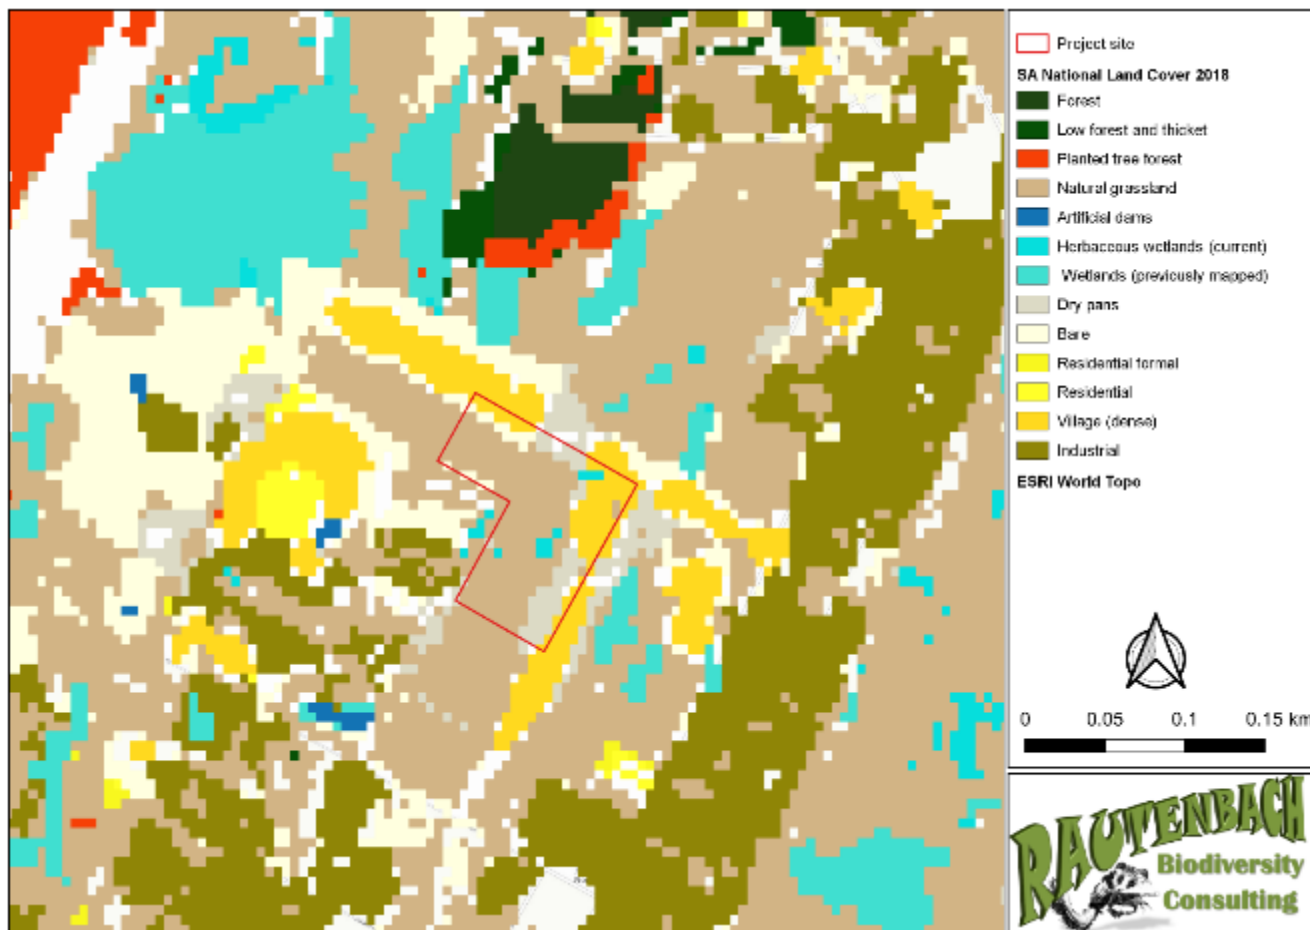 Project site
SA National Land Cover 2018
Forest
Low forest and thicket
Planted tree forest
Natural grassland
Artificial dams
Herbaceous wetlands (current)
Wetlands (previously mapped)
Dry pans
Bare
Residential formal
Residential
Village (dense)
Industrial
ESRI World Topo
0 0.05 0.1 0.15 km
RAUTENBACH
Biodiversity
Consulting